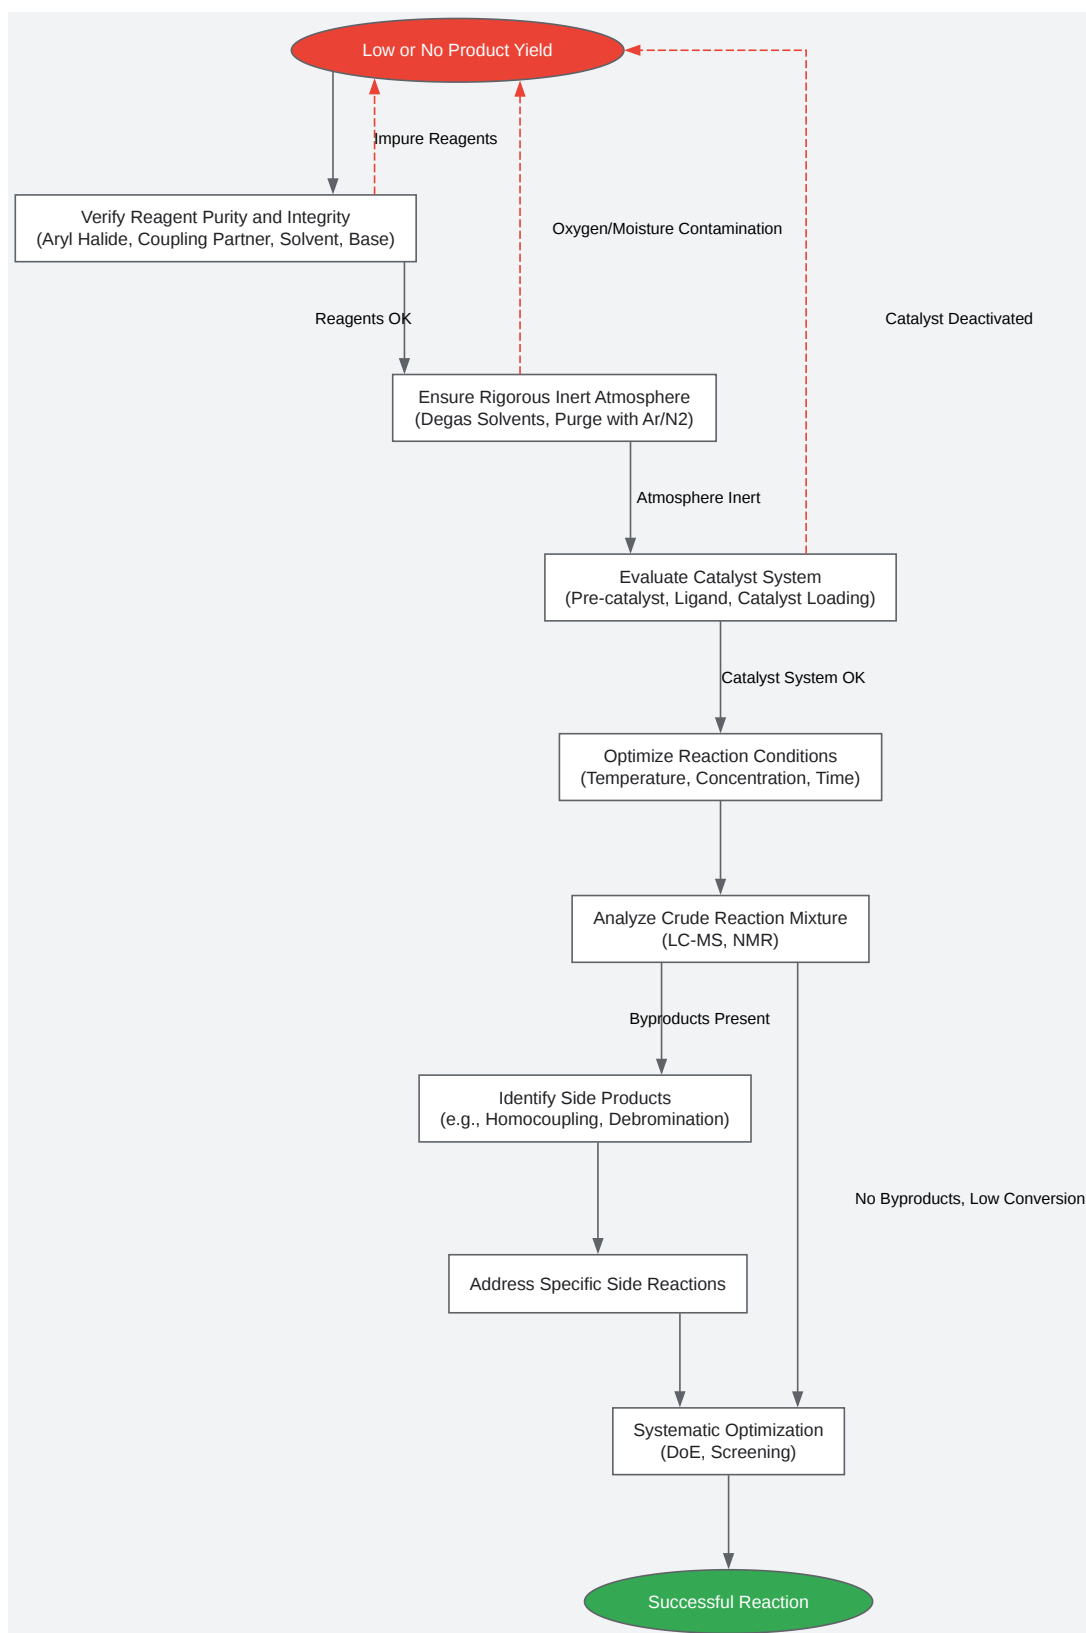 Low or No Product Yield
Impure Reagents
Verify Reagent Purity and Integrity
(Aryl Halide, Coupling Partner, Solvent, Base)
Oxygen/Moisture Contamination
Reagents OK
Catalyst Deactivated
Ensure Rigorous Inert Atmosphere
(Degas Solvents, Purge with Ar/N2)
Atmosphere Inert
Evaluate Catalyst System
(Pre-catalyst, Ligand, Catalyst Loading)
Catalyst System OK
Optimize Reaction Conditions
(Temperature, Concentration, Time)
Analyze Crude Reaction Mixture
(LC-MS, NMR)
Byproducts Present
Identify Side Products
(e.g., Homocoupling, Debromination)
No Byproducts, Low Conversion
Address Specific Side Reactions
Systematic Optimization
(DoE, Screening)
Successful Reaction